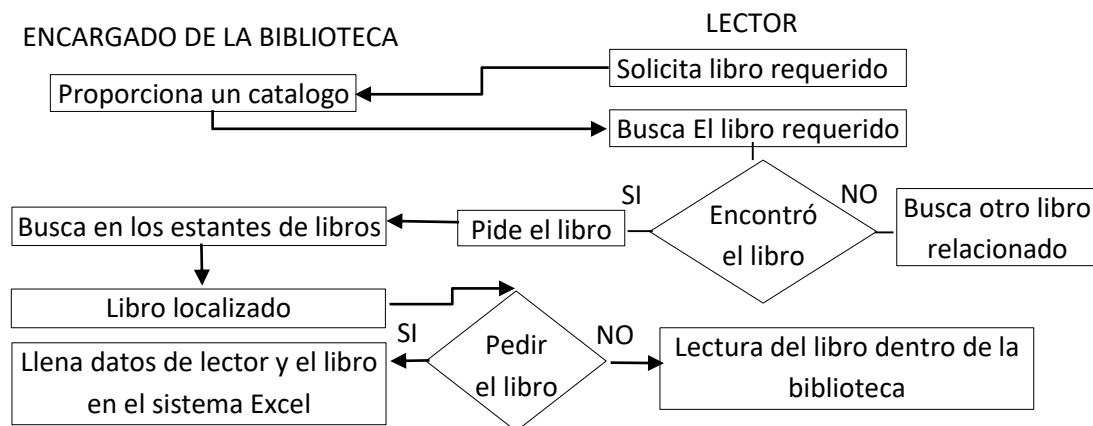 ENCARGADO DE LA BIBLIOTECA
LECTOR
Solicita libro requerido
Proporciona un catalogo
Busca El libro requerido
SI
NO
Encontró
el libro
Busca otro libro
relacionado
Pide el libro
Busca en los estantes de libros
Libro localizado
SI
NO
Pedir
el libro
Llena datos de lector y el libro
en el sistema Excel
Lectura del libro dentro de la
biblioteca